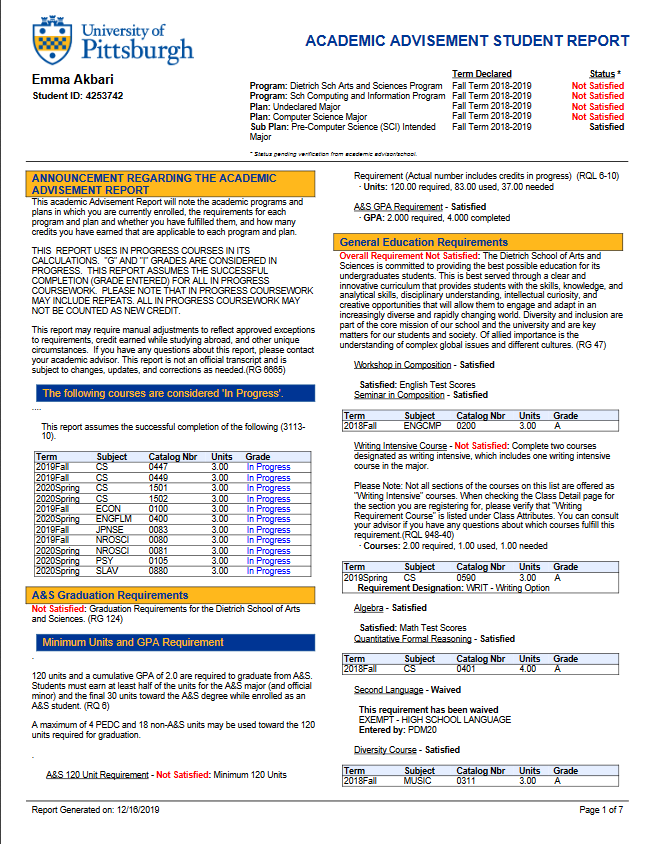 University of
Pittsburgh
ACADEMIC ADVISEMENT STUDENT REPORT
Emma Akbari
Student ID: 4253742
Term Declared Status *
Program: Dietrich Sch Arts and Sciences Program Fall Term 2018-2019 Not Satisfied
Program: Sch Computing and Information Program Fall Term 2018-2019 Not Satisfied
Plan: Undeclared Major Fall Term 2018-2019 Not Satisfied
Plan: Computer Science Major Fall Term 2018-2019 Not Satisfied
Sub Plan: Pre-Computer Science (SCI) Intended Fall Term 2018-2019 Satisfied
Major
* Status pending verification from academic advisor/school.
ANNOUNCEMENT REGARDING THE ACADEMIC
ADVISEMENT REPORT
This academic Advisement Report will note the academic programs and
plans in which you are currently enrolled, the requirements for each
program and plan and whether you have fulfilled them, and how many
credits you have earned that are applicable to each program and plan.
THIS REPORT USES IN PROGRESS COURSES IN ITS
CALCULATIONS. "G" AND "I" GRADES ARE CONSIDERED IN
PROGRESS. THIS REPORT ASSUMES THE SUCCESSFUL
COMPLETION (GRADE ENTERED) FOR ALL IN PROGRESS
COURSEWORK. PLEASE NOTE THAT IN PROGRESS COURSEWORK
MAY INCLUDE REPEATS. ALL IN PROGRESS COURSEWORK MAY
NOT BE COUNTED AS NEW CREDIT.
This report may require manual adjustments to reflect approved exceptions
to requirements, credit earned while studying abroad, and other unique
circumstances. If you have any questions about this report, please contact
your academic advisor. This report is not an official transcript and is
subject to changes, updates, and corrections as needed.(RG 6665)
The following courses are considered 'In Progress'.
....
This report assumes the successful completion of the following (3113-
10).
Term Subject Catalog Nbr Units Grade
2019Fall CS 0447 3.00 In Progress
2019Fall CS 0449 3.00 In Progress
2020Spring CS 1501 3.00 In Progress
2020Spring CS 1502 3.00 In Progress
2019Fall ECON 0100 3.00 In Progress
2020Spring ENGFLM 0400 3.00 In Progress
2019Fall JPNSE 0083 3.00 In Progress
2019Fall NROSCI 0080 3.00 In Progress
2020Spring NROSCI 0081 3.00 In Progress
2020Spring PSY 0105 3.00 In Progress
2020Spring SLAV 0880 3.00 In Progress
A&S Graduation Requirements
Not Satisfied: Graduation Requirements for the Dietrich School of Arts
and Sciences. (RG 124)
Minimum Units and GPA Requirement
.
120 units and a cumulative GPA of 2.0 are required to graduate from A&S.
Students must earn at least half of the units for the A&S major (and official
minor) and the final 30 units toward the A&S degree while enrolled as an
A&S student. (RQ 6)
A maximum of 4 PEDC and 18 non-A&S units may be used toward the 120
units required for graduation.
.
A&S 120 Unit Requirement - Not Satisfied: Minimum 120 Units
Requirement (Actual number includes credits in progress) (RQL 6-10)
· Units: 120.00 required, 83.00 used, 37.00 needed
A&S GPA Requirement - Satisfied
· GPA: 2.000 required, 4.000 completed
General Education Requirements
Overall Requirement Not Satisfied: The Dietrich School of Arts and
Sciences is committed to providing the best possible education for its
undergraduates students. This is best served through a clear and
innovative curriculum that provides students with the skills, knowledge, and
analytical skills, disciplinary understanding, intellectual curiosity, and
creative opportunities that will allow them to engage and adapt in an
increasingly diverse and rapidly changing world. Diversity and inclusion are
part of the core mission of our school and the university and are key
matters for our students and society. Of allied importance is the
understanding of complex global issues and different cultures. (RG 47)
Workshop in Composition - Satisfied
Satisfied: English Test Scores
Seminar in Composition - Satisfied
Term Subject Catalog Nbr Units Grade
2018Fall ENGCMP 0200 3.00 A
Writing Intensive Course - Not Satisfied: Complete two courses
designated as writing intensive, which includes one writing intensive
course in the major.
Please Note: Not all sections of the courses on this list are offered as
"Writing Intensive" courses. When checking the Class Detail page for
the section you are registering for, please verify that "Writing
Requirement Course" is listed under Class Attributes. You can consult
your advisor if you have any questions about which courses fulfill this
requirement.(RQL 948-40)
· Courses: 2.00 required, 1.00 used, 1.00 needed
Term Subject Catalog Nbr Units Grade
2019Spring CS 0590 3.00 A
Requirement Designation: WRIT - Writing Option
Algebra - Satisfied
Satisfied: Math Test Scores
Quantitative Formal Reasoning - Satisfied
Term Subject Catalog Nbr Units Grade
2018Fall CS 0401 4.00 A
Second Language - Waived
This requirement has been waived
EXEMPT - HIGH SCHOOL LANGUAGE
Entered by: PDM20
Diversity Course - Satisfied
Term Subject Catalog Nbr Units Grade
2018Fall MUSIC 0311 3.00 A
Report Generated on: 12/16/2019
Page 1 of 7